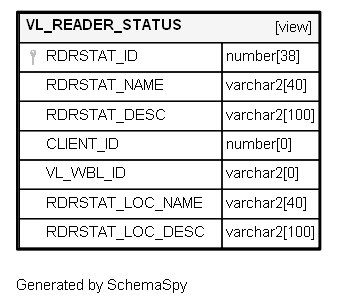 VL_READER_STATUS [view]
RDRSTAT_ID number[38]
RDRSTAT_NAME varchar2[40]
RDRSTAT_DESC varchar2[100]
CLIENT_ID number[0]
VL_WBL_ID varchar2[0]
RDRSTAT_LOC_NAME varchar2[40]
RDRSTAT_LOC_DESC varchar2[100]
Generated by SchemaSpy